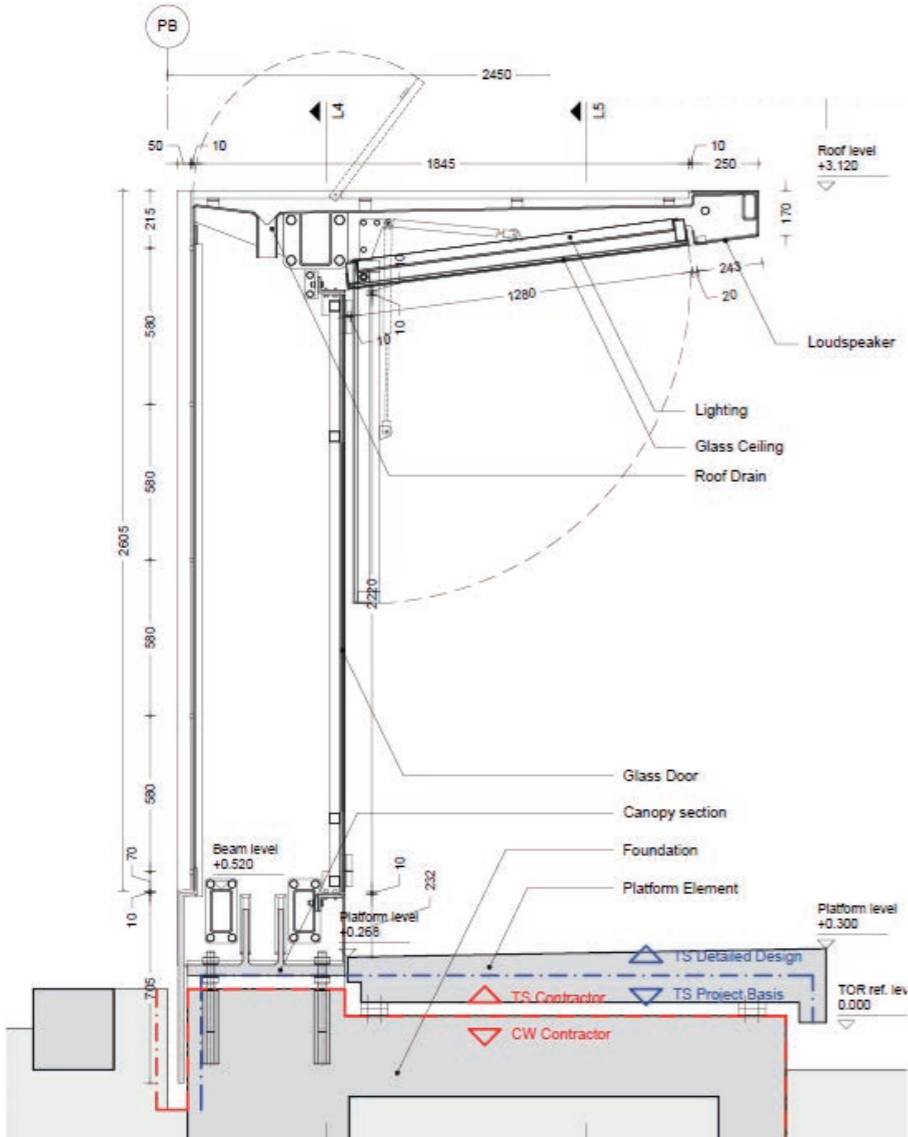 PB
2450
L4
L5
50
10
1845
10
250
Roof level
+3.120
215
170
10
243
1280
20
580
10
10
Loudspeaker
Lighting
Glass Ceiling
Roof Drain
580
2605
2220
580
Glass Door
580
Canopy section
Beam level
+0.520
Foundation
70
10
232
Platform Element
10
Platform level
+0.268
Platform level
+0.300
TS Detailed Design
705
TS Contractor
TS Project Basis
TOR ref. lev
0.000
CW Contractor